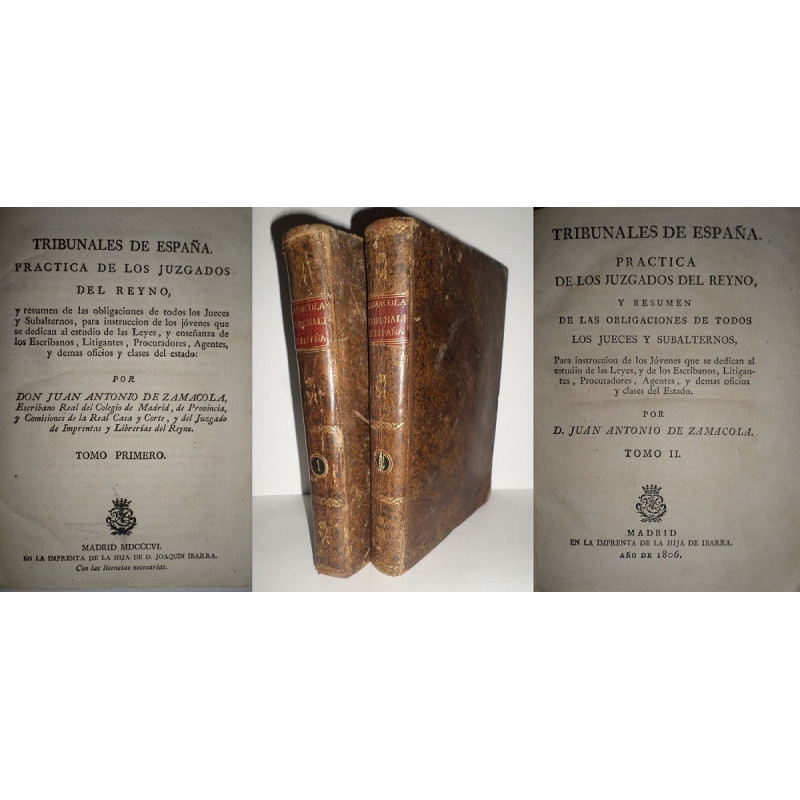 TRIBUNALES DE ESPAÑA.
PRACTICA DE LOS JUZGADOS
DEL REYNO,
y resumen de las obligaciones de todos los Jueces
y Subalternos, para instruccion de los jóvenes que
se dedican al estudio de las Leyes, y enseñanza de
los Escribanos, Litigantes, Procuradores, Agentes,
y demas oficios y clases del estado:
POR
DON JUAN ANTONIO DE ZAMACOLA,
Escribano Real del Colegio de Madrid, de Provincia,
y Comisiones de la Real Casa y Corte, y del Juzgado
de Imprentas y Librerías del Reyno.
TOMO PRIMERO.
MADRID MDCCCVI.
EN LA IMPRENTA DE LA HIJA DE D. JOAQUIN IBARRA.
Con las licencias necesarias.
ZAMACOLA
TRIBUNALE
ESPAÑA
1
ZAMACOLA
TRIBUNALE
D ESPAÑA
TRIBUNALES DE ESPAÑA.
PRACTICA
DE LOS JUZGADOS DEL REYNO,
Y RESUMEN
DE LAS OBLIGACIONES DE TODOS
LOS JUECES Y SUBALTERNOS,
Para instruccion de los Jóvenes que se dedican al
estudio de las Leyes, y de los Escribanos, Litigan-
tes, Procuradores, Agentes, y demas oficios
y clases del Estado.
POR
D. JUAN ANTONIO DE ZAMACOLA.
TOMO II.
MADRID
EN LA IMPRENTA DE LA HIJA DE IBARRA.
AÑO DE 1806.